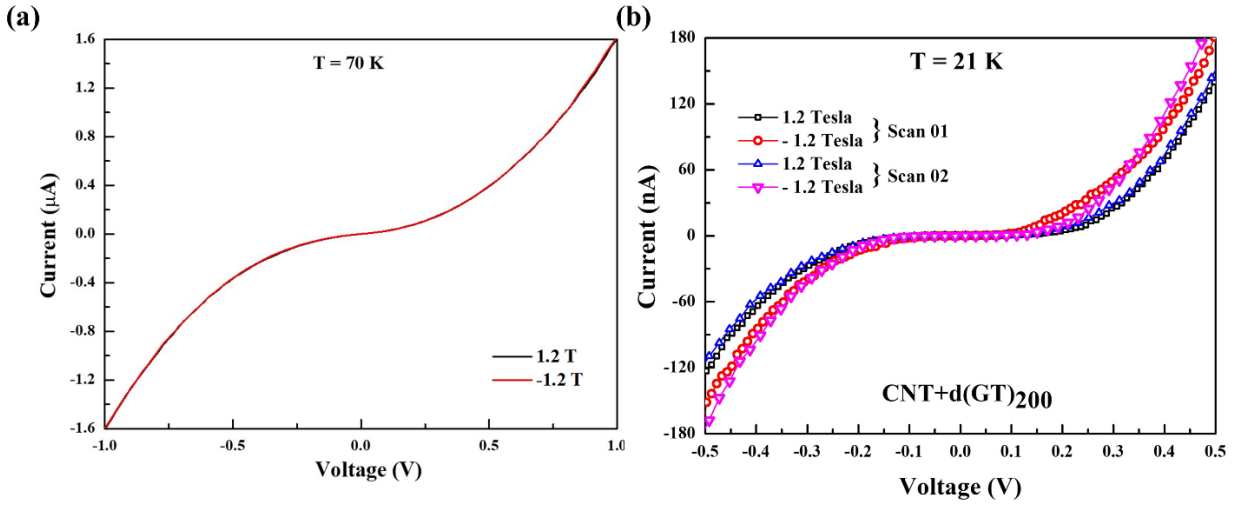 (a)
T = 70 K
Current (μA)
1.6
1.2
0.8
0.4
0.0
-0.4
-0.8
-1.2
-1.6
-1.0
-0.5
0.0
0.5
1.0
Voltage (V)
1.2 T
-1.2 T
(b)
T = 21 K
1.2 Tesla
- 1.2 Tesla
} Scan 01
1.2 Tesla
- 1.2 Tesla
} Scan 02
CNT+d(GT)200
Current (nA)
180
120
60
0
-60
-120
-180
-0.5
-0.4
-0.3
-0.2
-0.1
0.0
0.1
0.2
0.3
0.4
0.5
Voltage (V)